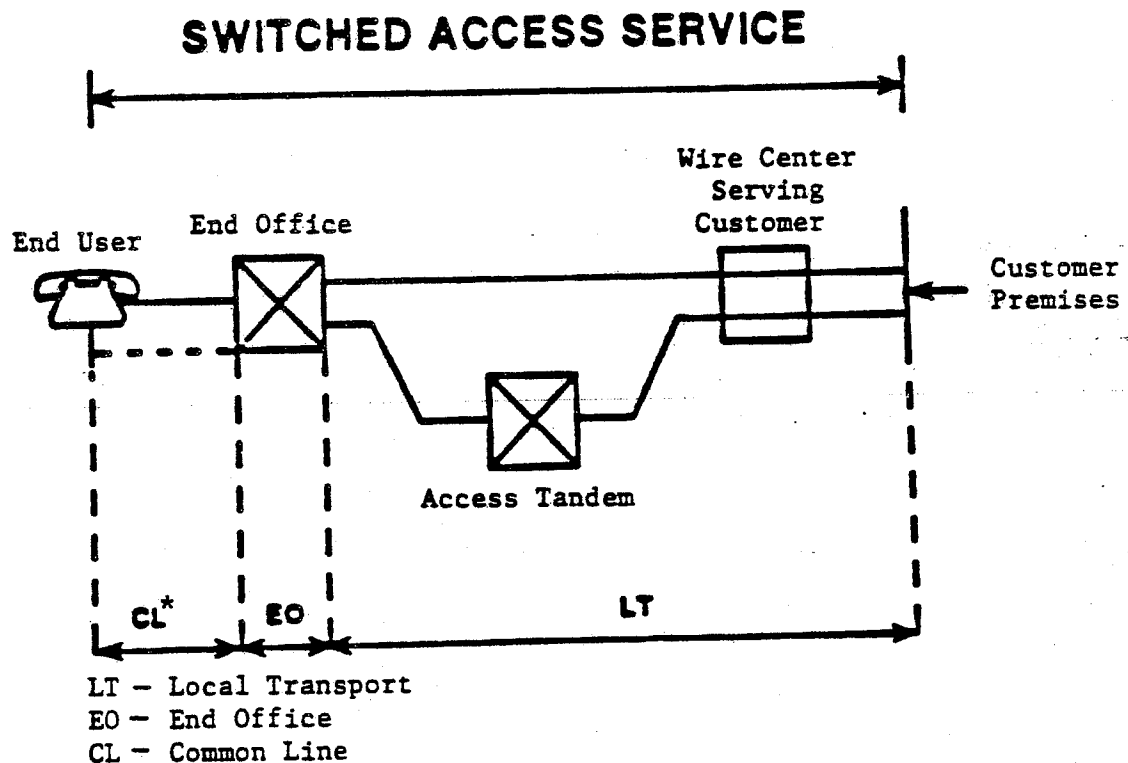 SWITCHED ACCESS SERVICE
Wire Center
Serving
Customer
End Office
End User
Customer
Premises
Access Tandem
CL*
EO
LT
LT - Local Transport
EO - End Office
CL - Common Line